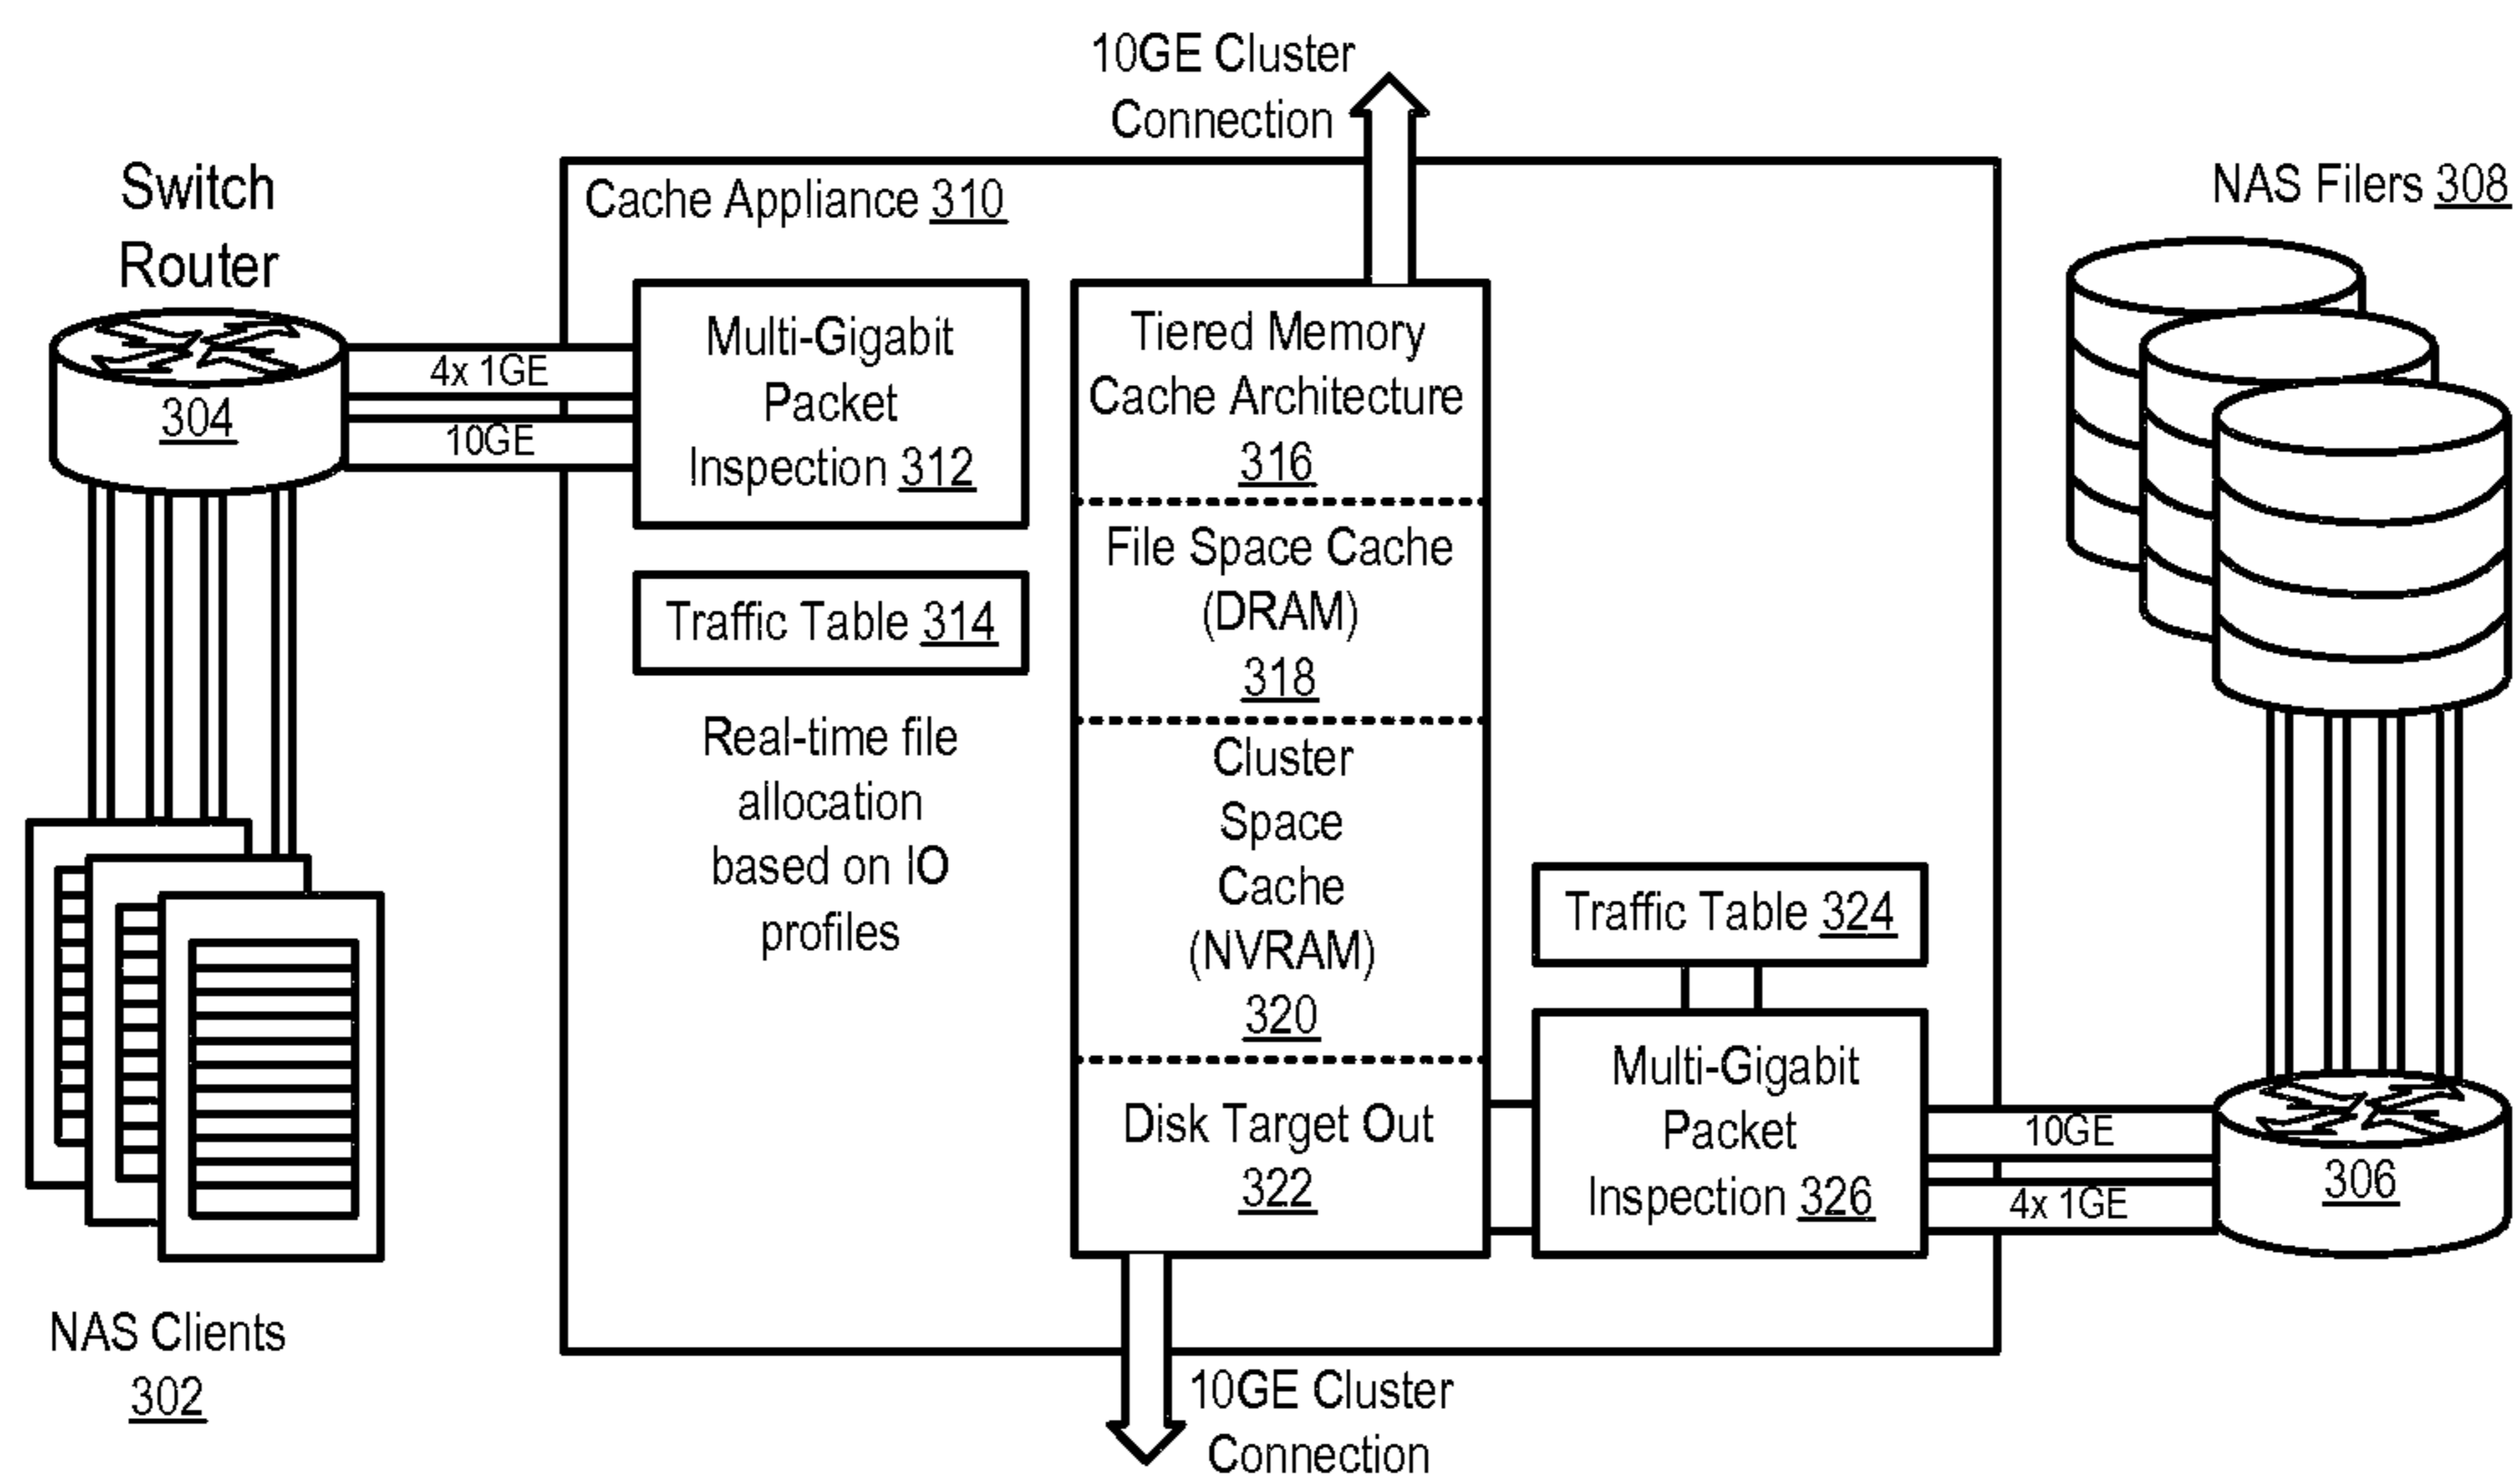 10GE Cluster
Connection
Switch
Router
Cache Appliance 310
NAS Filers 308
304
4x 1GE
10GE
Multi-Gigabit
Packet
Inspection 312
Traffic Table 314
Real-time file
allocation
based on IO
profiles
Tiered Memory
Cache Architecture
316
File Space Cache
(DRAM)
318
Cluster
Space
Cache
(NVRAM)
320
Disk Target Out
322
Traffic Table 324
Multi-Gigabit
Packet
Inspection 326
10GE
4x 1GE
306
NAS Clients
302
10GE Cluster
Connection